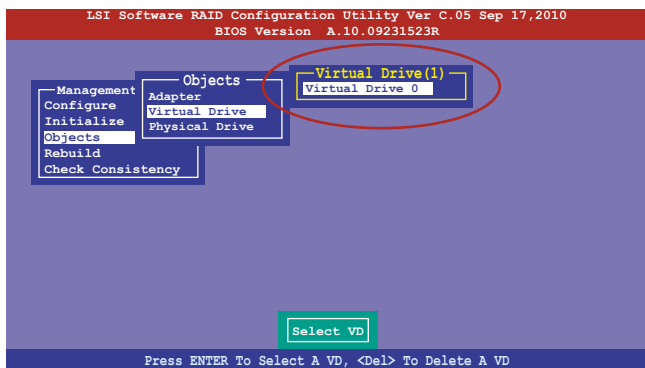 LSI Software RAID Configuration Utility Ver C.05 Sep 17,2010
BIOS Version A.10.09231523R
Management
Configure
Initialize
Objects
Rebuild
Check Consistency
Objects
Adapter
Virtual Drive
Physical Drive
Virtual Drive(1)
Virtual Drive 0
Select VD
Press ENTER To Select A VD, <Del> To Delete A VD